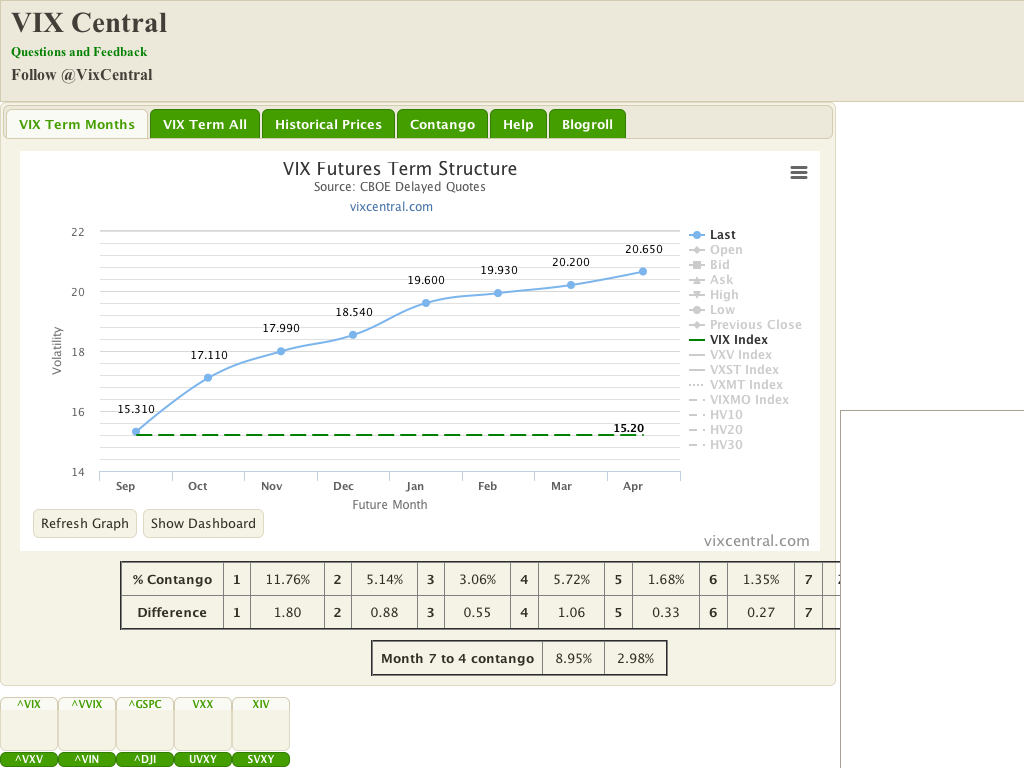 VIX Central
Questions and Feedback
Follow @VixCentral
VIX Term Months VIX Term All Historical Prices Contango Help Blogroll
VIX Futures Term Structure
Source: CBOE Delayed Quotes
vixcentral.com
Volatility
22
20
18
16
14
15.310
17.110
17.990
18.540
19.600
19.930
20.200
20.650
15.20
Sep Oct Nov Dec Jan Feb Mar Apr
Future Month
Last
Open
Bid
Ask
High
Low
Previous Close
VIX Index
VXV Index
VXST Index
VXMT Index
VIXMO Index
HV10
HV20
HV30
Refresh Graph Show Dashboard
vixcentral.com
% Contango 1 11.76% 2 5.14% 3 3.06% 4 5.72% 5 1.68% 6 1.35% 7
Difference 1 1.80 2 0.88 3 0.55 4 1.06 5 0.33 6 0.27 7
Month 7 to 4 contango 8.95% 2.98%
^VIX ^VVIX ^GSPC VXX XIV
^VXV ^VIN ^DJI UVXY SVXY